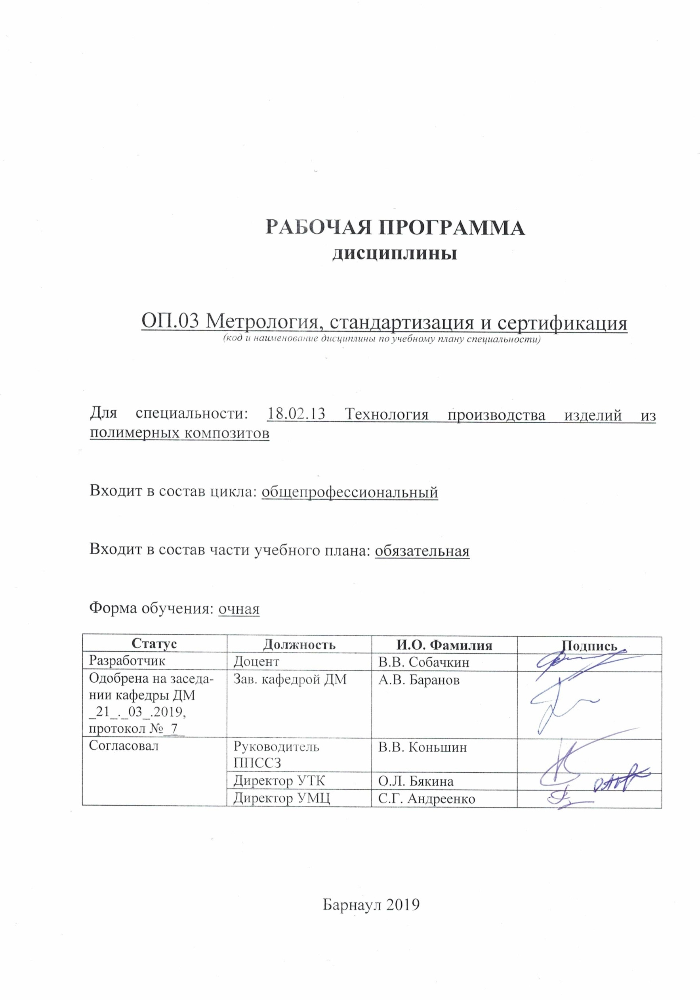 РАБОЧАЯ ПРОГРАММА
дисциплины
ОП.03 Метрология, стандартизация и сертификация
(код и наименование дисциплины по учебному плану специальности)
Для специальности: 18.02.13 Технология производства изделий из
полимерных композитов
Входит в состав цикла: общепрофессиональный
Входит в состав части учебного плана: обязательная
Форма обучения: очная
Статус Должность И.О. Фамилия Подпись
Разработчик Доцент В.В. Собачкин
Одобрена на заседа- Зав. кафедрой ДМ А.В. Баранов
нии кафедры ДМ
_21_._03_.2019,
протокол №_7_
Согласовал Руководитель В.В. Коньшин
ППССЗ
Директор УТК О.Л. Бякина
Директор УМЦ С.Г. Андреенко
Барнаул 2019